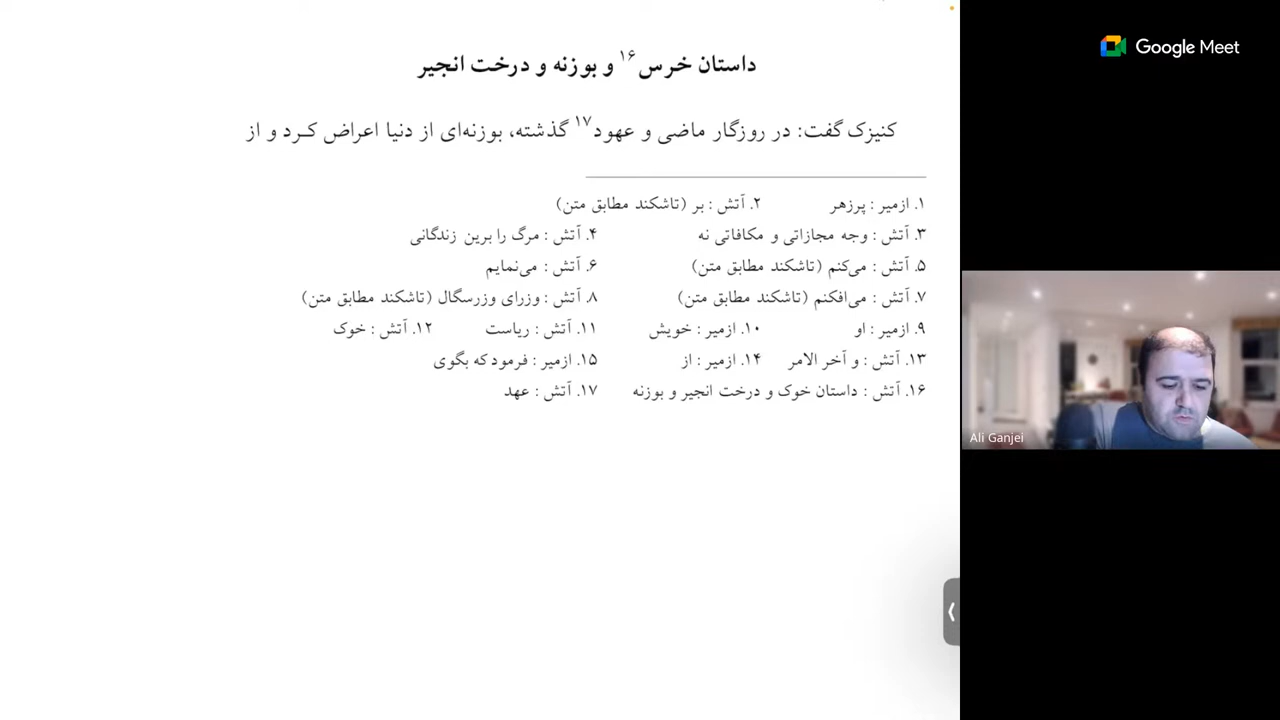 داستان خرس۱۶ و بوزنه و درخت انجیر
کنیزک گفت: در روزگار ماضی و عهود۱۷ گذشته، بوزنه‌ای از دنیا اعراض کـرد و از
۱. ازمیر : پرزهر ۲. آتش : بر (تاشکند مطابق متن)
۳. آتش : وجه مجازاتی و مکافاتی نه ۴. آتش : مرگ را برین زندگانی
۵. آتش : می‌کنم (تاشکند مطابق متن) ۶. آتش : می‌نمایم
۷. آتش : می‌افکنم (تاشکند مطابق متن) ۸. آتش : وزرای وزرسگال (تاشکند مطابق متن)
۹. ازمیر : او ۱۰. ازمیر : خویش ۱۱. آتش : ریاست ۱۲. آتش : خوک
۱۳. آتش : و آخر الامر ۱۴. ازمیر : از ۱۵. ازمیر : فرمود که بگوی
۱۶. آتش : داستان خوک و درخت انجیر و بوزنه ۱۷. آتش : عهد
Google Meet
Ali Ganjei